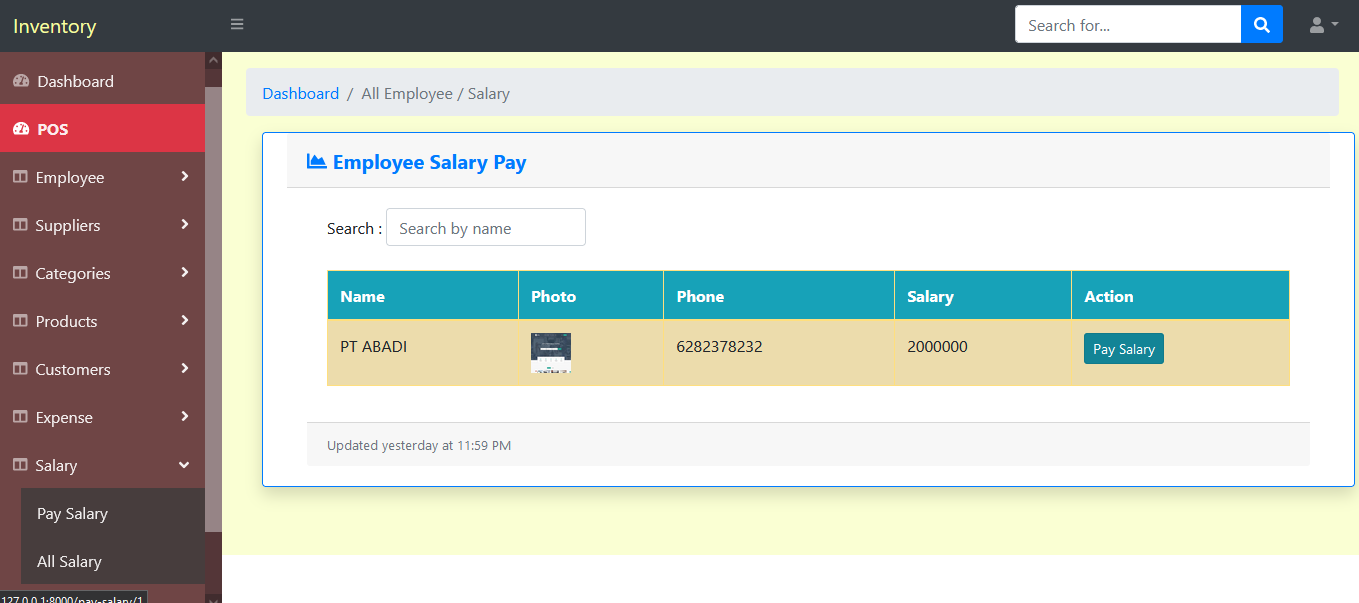 Inventory
Search for...
Dashboard
POS
Employee
Suppliers
Categories
Products
Customers
Expense
Salary
Pay Salary
All Salary
127.0.0.1:8000/pay-salary/1
Dashboard / All Employee / Salary
Employee Salary Pay
Search : Search by name
Name Photo Phone Salary Action
PT ABADI 6282378232 2000000 Pay Salary
Updated yesterday at 11:59 PM